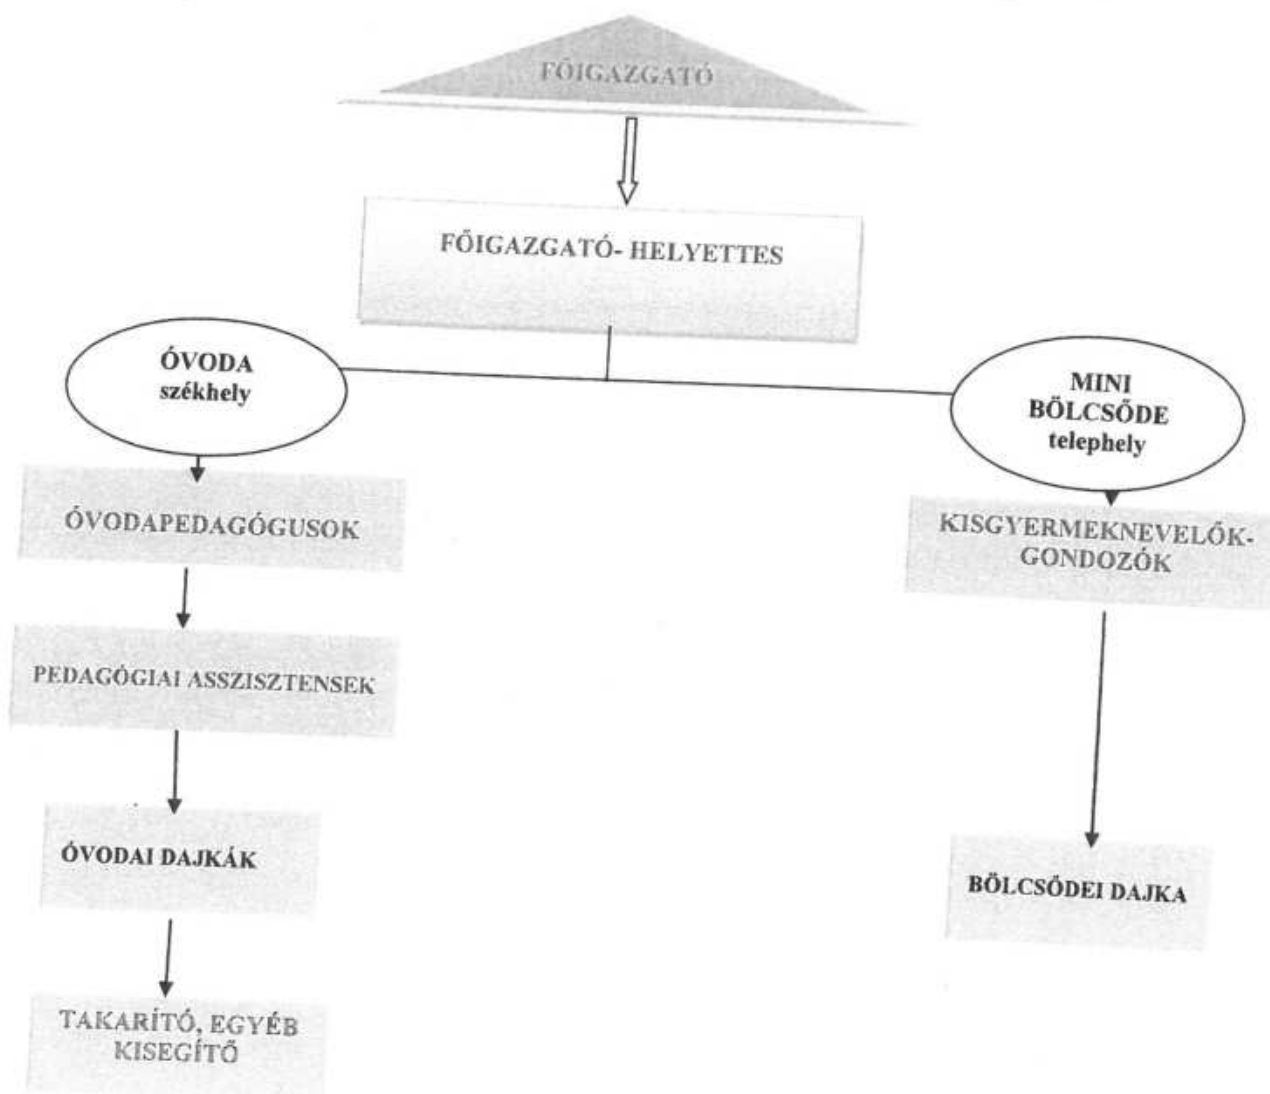 FŐIGAZGATÓ
FŐIGAZGATÓ- HELYETTES
ÓVODA
székhely
MINI
BÖLCSŐDE
telephely
ÓVODAPEDAGÓGUSOK
KISGYERMEKNEVELŐK-
GONDOZÓK
PEDAGÓGIAI ASSZISZTENSEK
ÓVODAI DAJKÁK
BÖLCSŐDEI DAJKA
TAKARÍTÓ, EGYÉB
KISEGÍTŐ